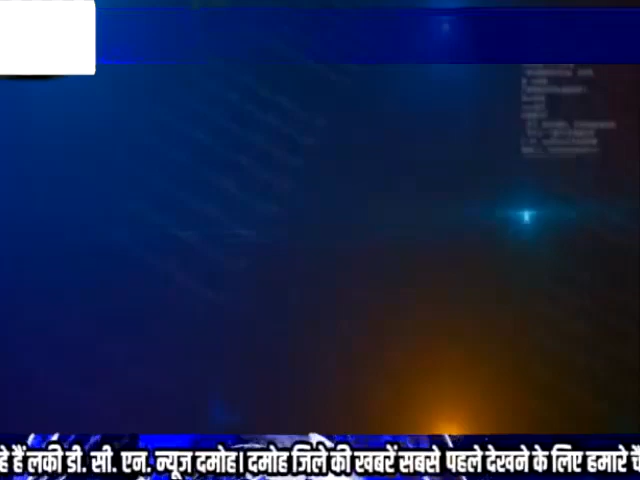 हे हैं लकी डी. सी. एन. न्यूज दमोह। दमोह जिले की खबरें सबसे पहले देखने के लिए हमारे चै